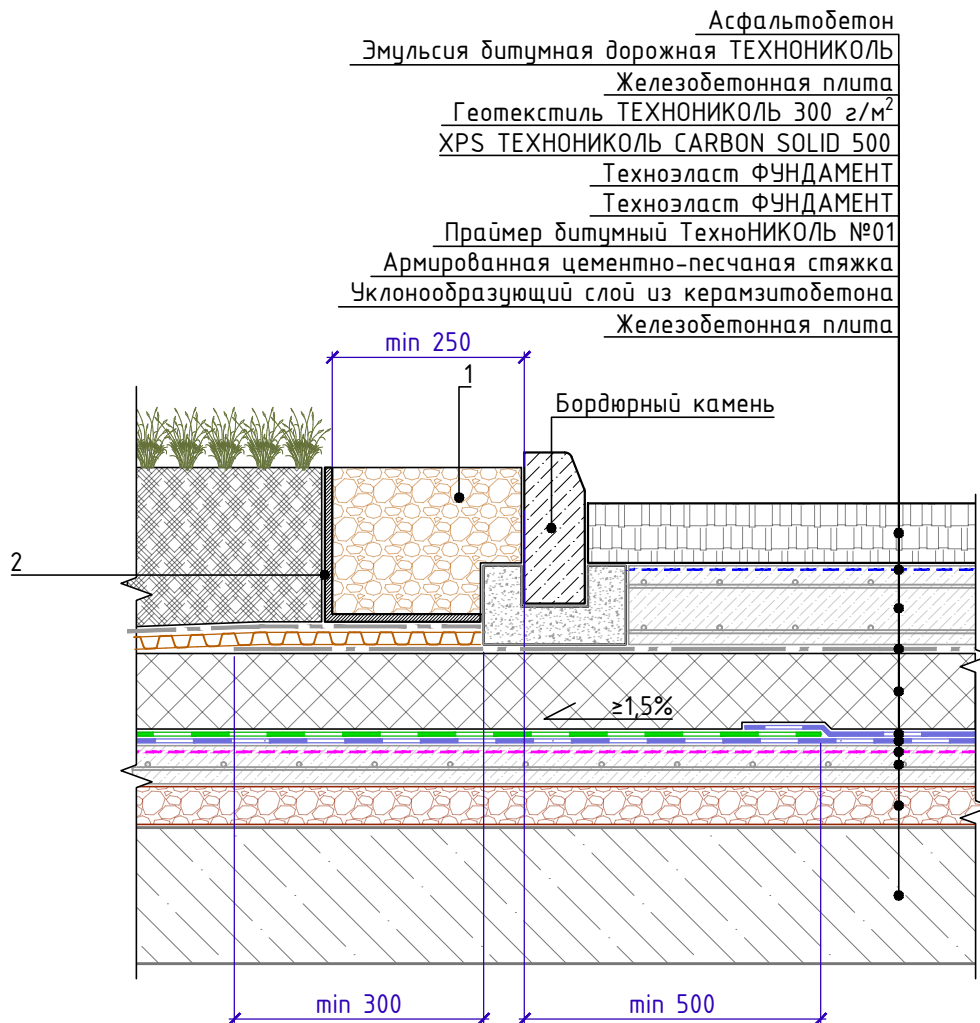 Асфальтобетон
Эмульсия битумная дорожная ТЕХНОНИКОЛЬ
Железобетонная плита
Геотекстиль ТЕХНОНИКОЛЬ 300 г/м²
XPS ТЕХНОНИКОЛЬ CARBON SOLID 500
Техноэласт ФУНДАМЕНТ
Техноэласт ФУНДАМЕНТ
Праймер битумный ТехноНИКОЛЬ №01
Армированная цементно-песчаная стяжка
Уклонообразующий слой из керамзитобетона
Железобетонная плита
min 250
1
Бордюрный камень
2
≥1,5%
min 300
min 500